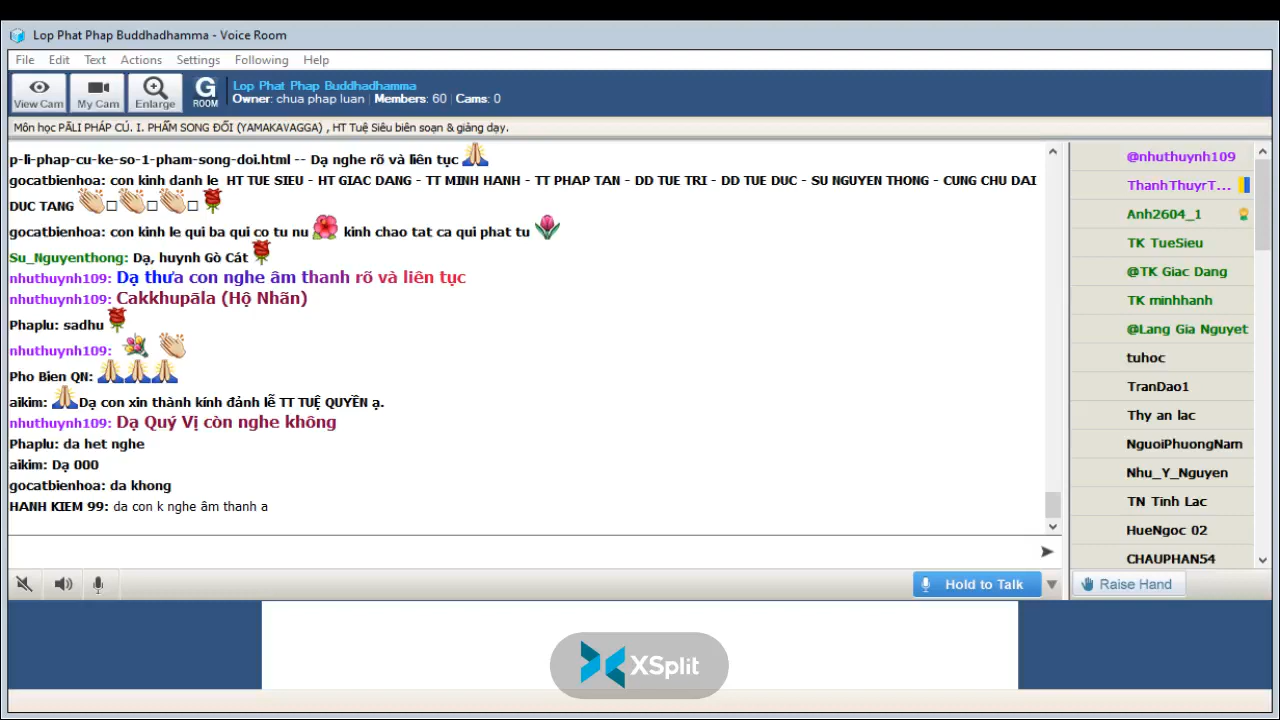 Lop Phat Phap Buddhadhamma - Voice Room
File Edit Text Actions Settings Following Help
View Cam My Cam Enlarge G ROOM
Lop Phat Phap Buddhadhamma
Owner: chua phap luan | Members: 60 | Cams: 0
Môn học PĀLI PHÁP CÚ. I. PHẨM SONG ĐỐI (YAMAKAVAGGA) , HT Tuệ Siêu biên soạn & giảng dạy.
p-li-phap-cu-ke-so-1-pham-song-doi.html -- Dạ nghe rõ và liên tục 🙏
gocatbienhoa: con kinh danh le HT TUE SIEU - HT GIAC DANG - TT MINH HANH - TT PHAP TAN - DD TUE TRI - DD TUE DUC - SU NGUYEN THONG - CUNG CHU DAI
DUC TANG 👏□👏□👏□🌹
gocatbienhoa: con kinh le qui ba qui co tu nu 🌺 kinh chao tat ca qui phat tu 🌷
Su_Nguyenthong: Dạ, huynh Gò Cát 🌹
nhuthuynh109: Dạ thưa con nghe âm thanh rõ và liên tục
nhuthuynh109: Cakkhupāla (Hộ Nhãn)
Phaplu: sadhu 🌹
nhuthuynh109: 💐 👏
Pho Bien QN: 🙏🙏🙏
aikim: 🙏Dạ con xin thành kính đảnh lễ TT TUỆ QUYỀN ạ.
nhuthuynh109: Dạ Quý Vị còn nghe không
Phaplu: da het nghe
aikim: Dạ 000
gocatbienhoa: da khong
HANH KIEM 99: da con k nghe âm thanh a
@nhuthuynh109
ThanhThuyrT...
Anh2604_1
TK TueSieu
@TK Giac Dang
TK minhhanh
@Lang Gia Nguyet
tuhoc
TranDao1
Thy an lac
NguoiPhuongNam
Nhu_Y_Nguyen
TN Tinh Lac
HueNgoc 02
CHAUPHAN54
Hold to Talk
Raise Hand
XSplit